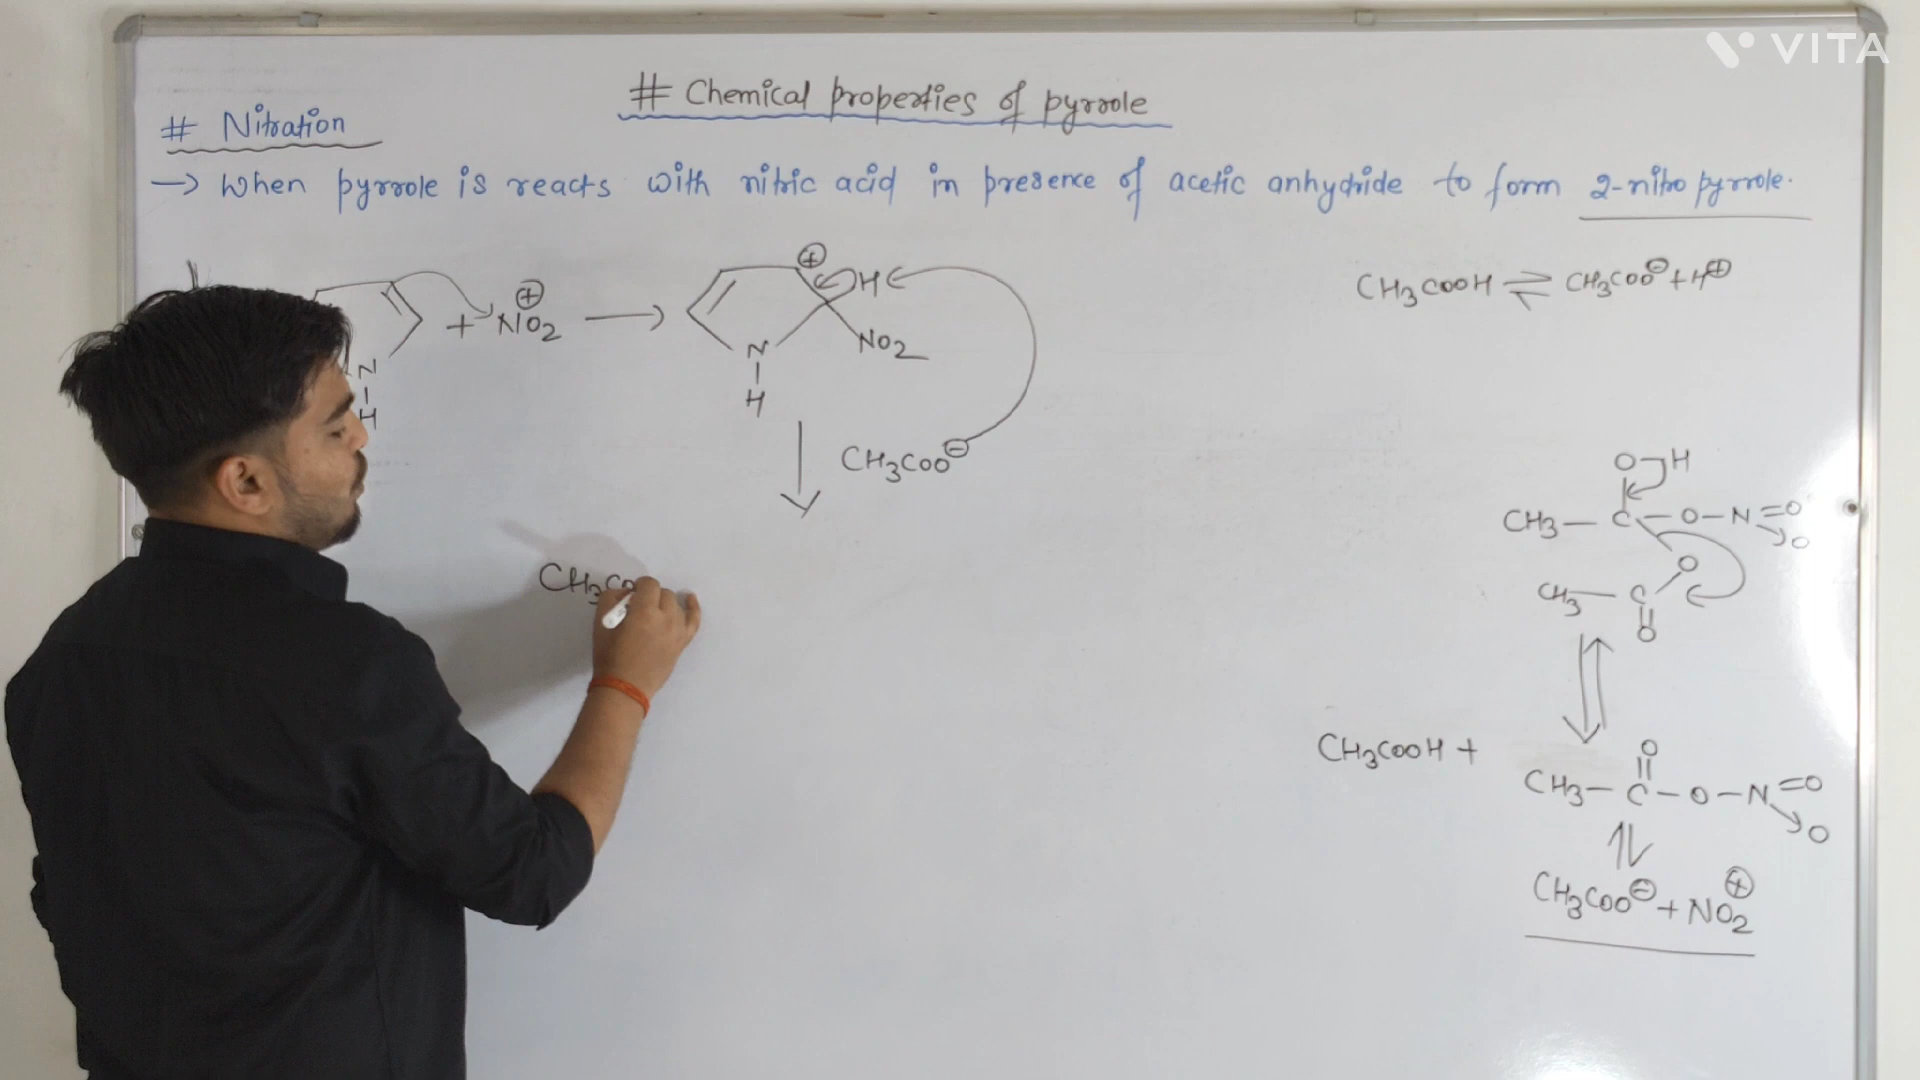 VITA
# Chemical properties of pyrrole
# Nitration
→ When pyrrole is reacts with nitric acid in presence of acetic anhydride to form 2-nitro pyrrole.
CH3COOH ⇌ CH3COO⊖ + H⊕
+ NO2⊕ →
⊕
H
NO2
N
H
N
H
CH3COO⊖
O H
CH3 – C – O – N = O
O
O
CH3 – C
O
CH3CO
CH3COOH +
O
CH3 – C – O – N = O
O
CH3COO⊖ + NO2⊕